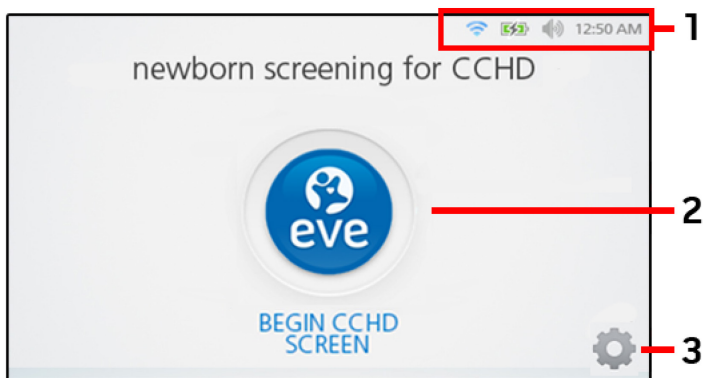 12:50 AM
1
newborn screening for CCHD
eve
2
BEGIN CCHD
SCREEN
3